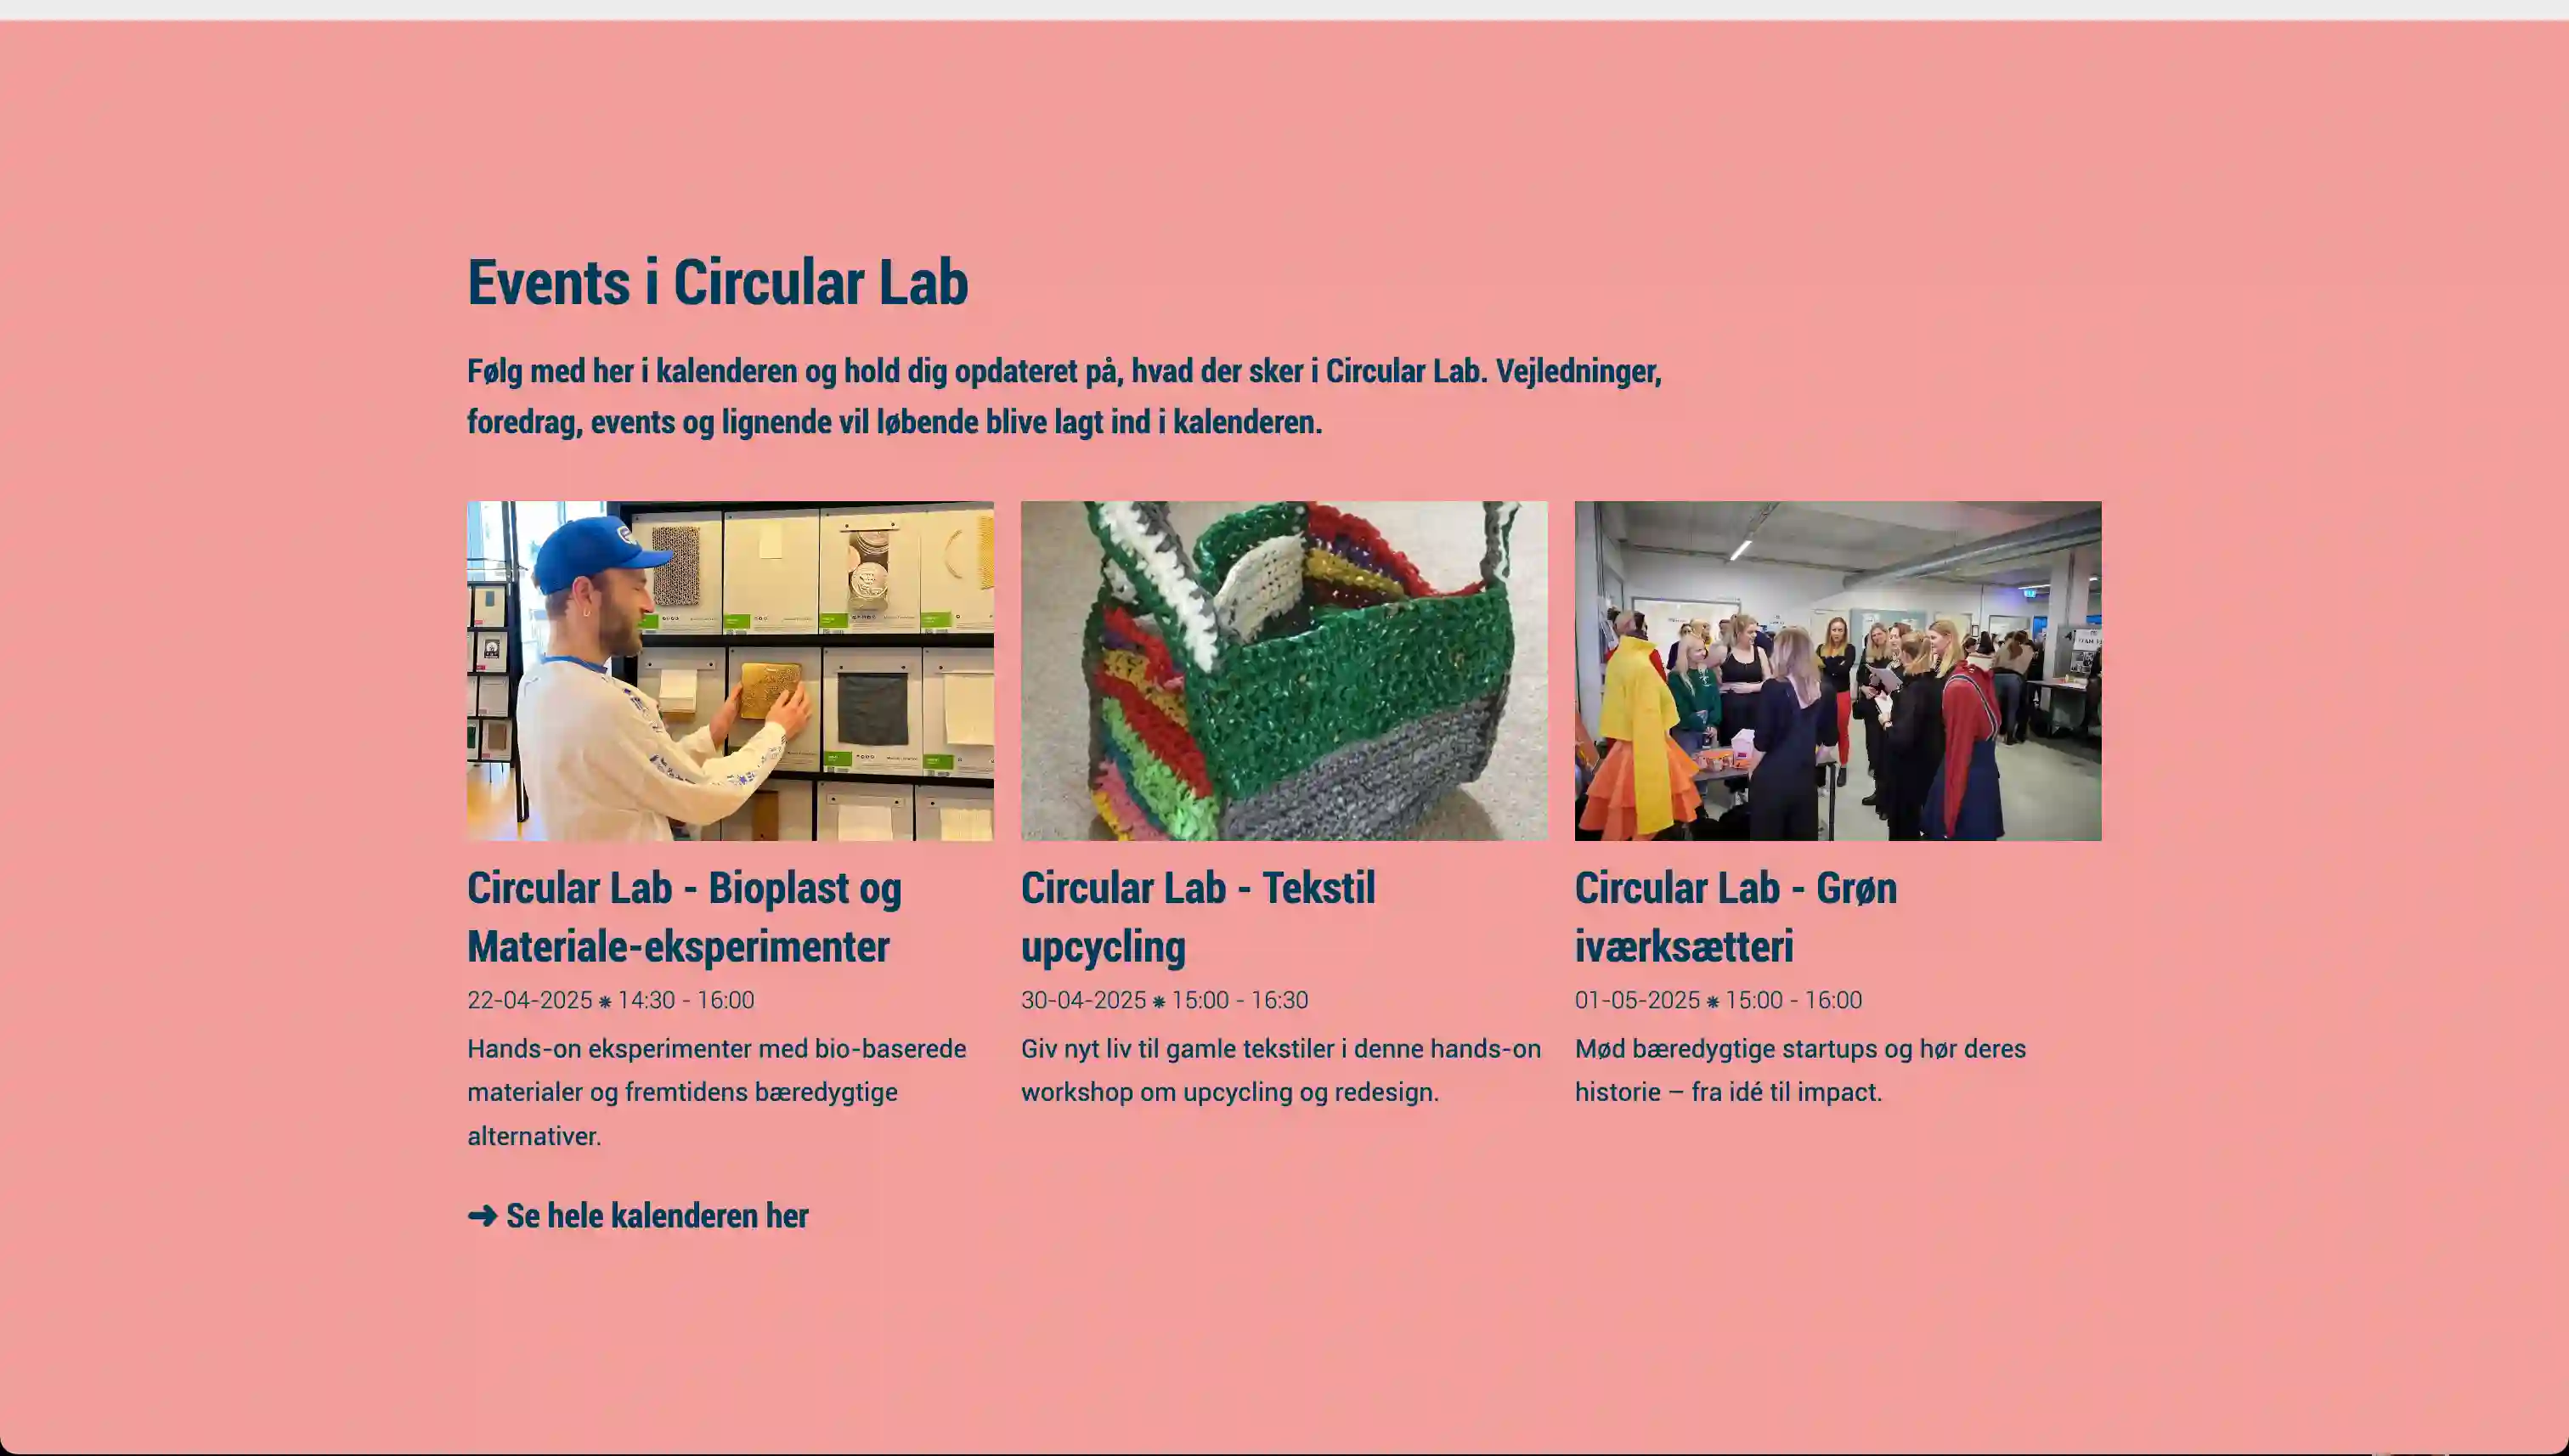 Events i Circular Lab
Følg med her i kalenderen og hold dig opdateret på, hvad der sker i Circular Lab. Vejledninger,
foredrag, events og lignende vil løbende blive lagt ind i kalenderen.
Circular Lab - Bioplast og
Materiale-eksperimenter
22-04-2025 ⁕ 14:30 - 16:00
Hands-on eksperimenter med bio-baserede
materialer og fremtidens bæredygtige
alternativer.
Circular Lab - Tekstil
upcycling
30-04-2025 ⁕ 15:00 - 16:30
Giv nyt liv til gamle tekstiler i denne hands-on
workshop om upcycling og redesign.
Circular Lab - Grøn
iværksætteri
01-05-2025 ⁕ 15:00 - 16:00
Mød bæredygtige startups og hør deres
historie – fra idé til impact.
➜ Se hele kalenderen her